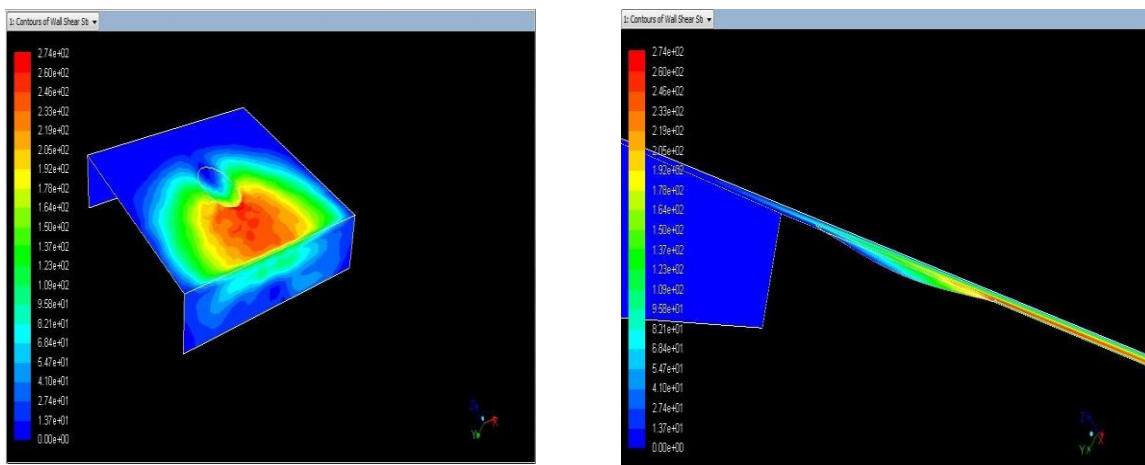 1: Contours of Wall Shear Str
2.74e+02
2.60e+02
2.46e+02
2.33e+02
2.19e+02
2.05e+02
1.92e+02
1.78e+02
1.64e+02
1.50e+02
1.37e+02
1.23e+02
1.09e+02
9.58e+01
8.21e+01
6.84e+01
5.47e+01
4.10e+01
2.74e+01
1.37e+01
0.00e+00
Z
X
Y
1: Contours of Wall Shear Str
2.74e+02
2.60e+02
2.46e+02
2.33e+02
2.19e+02
2.05e+02
1.92e+02
1.78e+02
1.64e+02
1.50e+02
1.37e+02
1.23e+02
1.09e+02
9.58e+01
8.21e+01
6.84e+01
5.47e+01
4.10e+01
2.74e+01
1.37e+01
0.00e+00
Z
X
Y